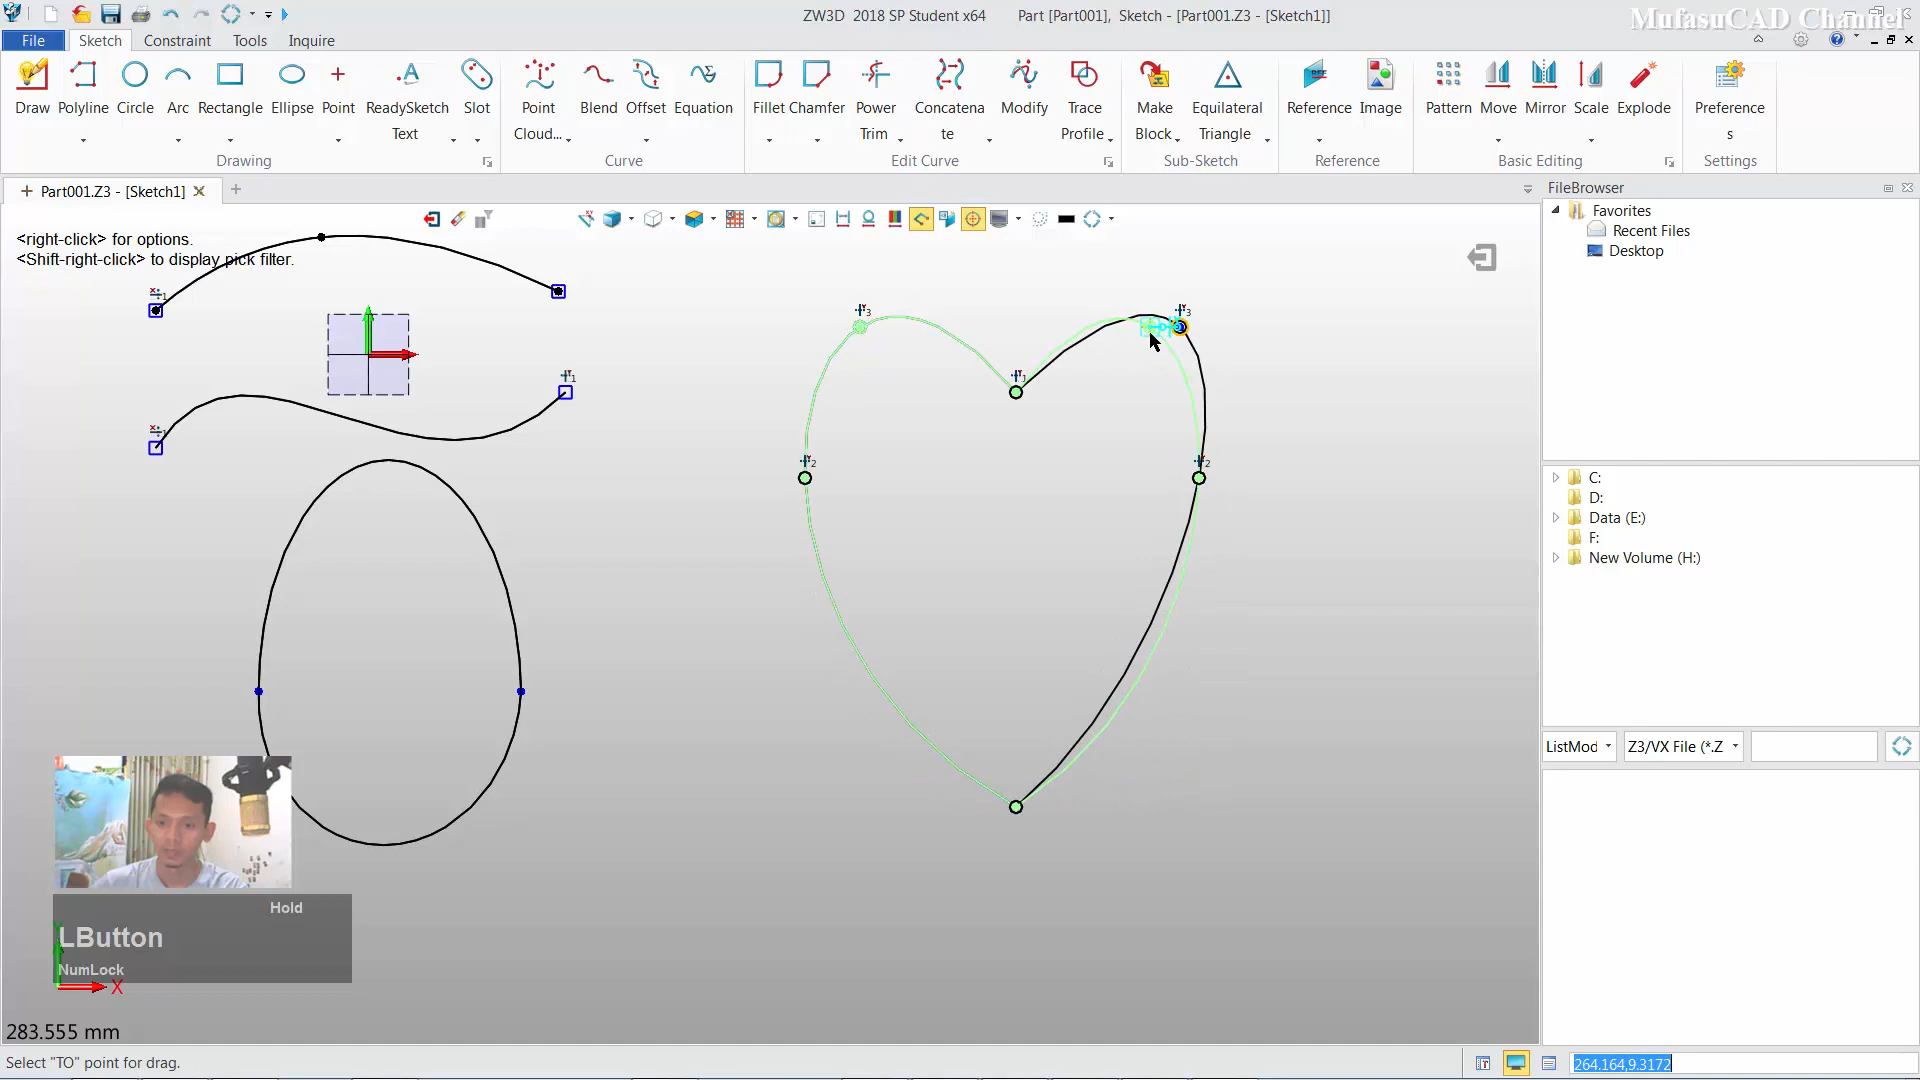 ZW3D 2018 SP Student x64 Part [Part001], Sketch - [Part001.Z3 - [Sketch1]]
MufasuCAD Channel
File Sketch Constraint Tools Inquire
Draw Polyline Circle Arc Rectangle Ellipse Point ReadySketch Text Slot
Drawing
Point Cloud... Blend Offset Equation
Curve
Fillet Chamfer Power Trim Concatena te Modify Trace Profile
Edit Curve
Make Block Equilateral Triangle
Sub-Sketch
Reference Image
Reference
Pattern Move Mirror Scale Explode
Basic Editing
Preference s
Settings
Part001.Z3 - [Sketch1]
<right-click> for options.
<Shift-right-click> to display pick filter.
FileBrowser
Favorites
Recent Files
Desktop
C:
D:
Data (E:)
F:
New Volume (H:)
ListMod Z3/VX File (*.Z
Hold
LButton
NumLock
X
283.555 mm
Select "TO" point for drag.
264.164,9.3172